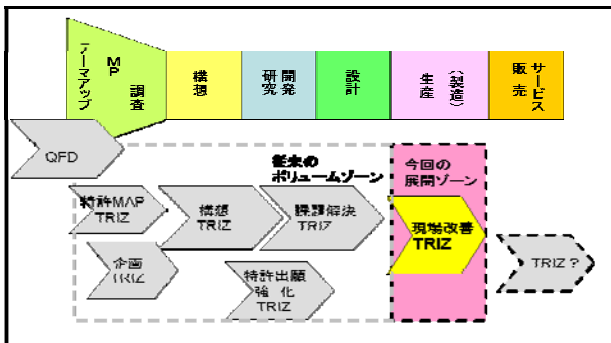 テーマアップ
MP
調査
構想
研究
開発
設計
生産
(製造)
販売
サービス
QFD
従来の
ボリュームゾーン
今回の
展開ゾーン
特許MAP
TRIZ
構想
TRIZ
課題解決
TRIZ
現場改善
TRIZ
企画
TRIZ
特許出願
強 化
TRIZ
TRIZ?